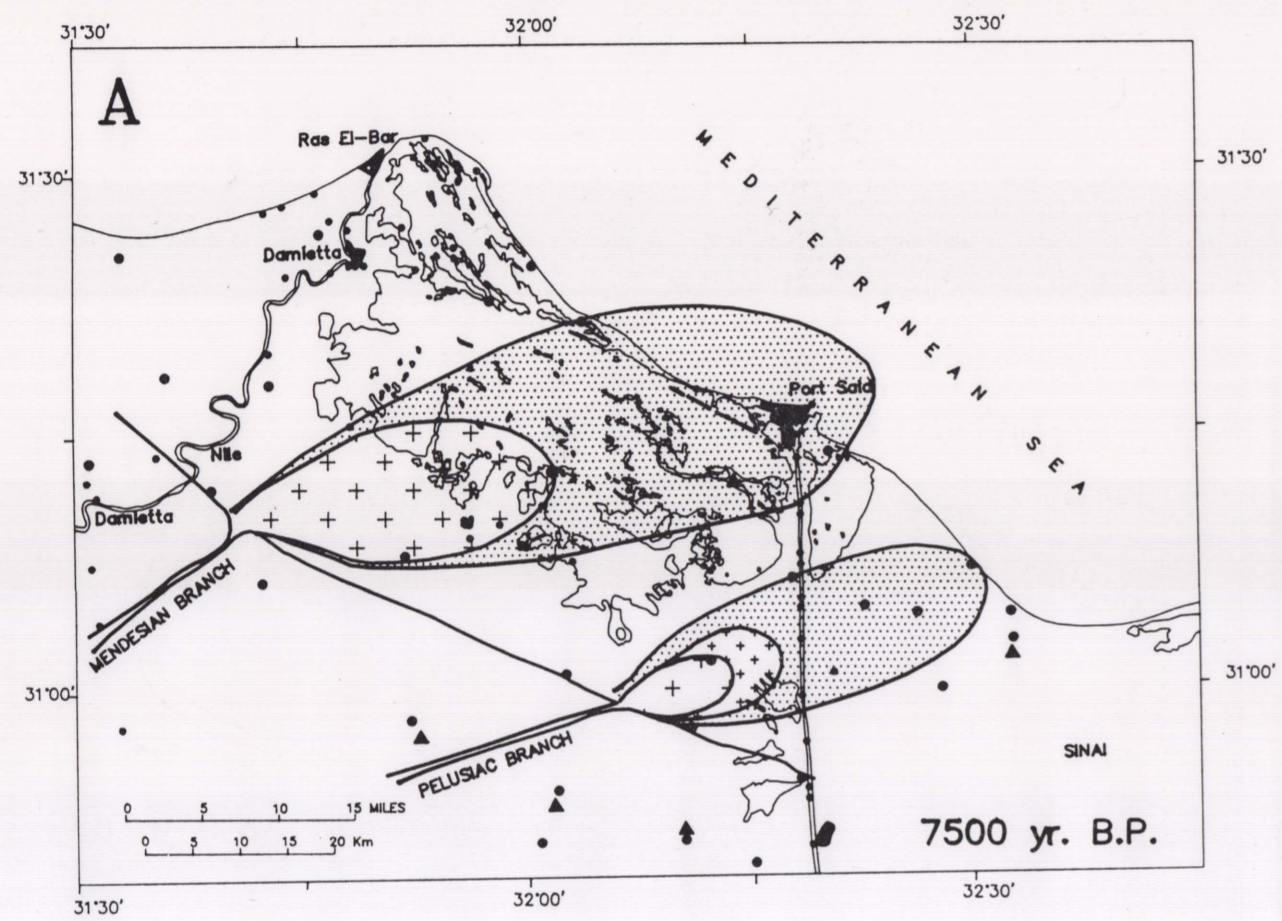 31°30' 32°00' 32°30'
A
Ras El-Bar
MEDITERRANEAN SEA
31°30' 31°30'
Damietta
Port Said
Nile
Damietta
MENDESIAN BRANCH
31°00' 31°00'
PELUSIAC BRANCH
SINAI
0 5 10 15 MILES
0 5 10 15 20 Km
7500 yr. B.P.
31°30' 32°00' 32°30'